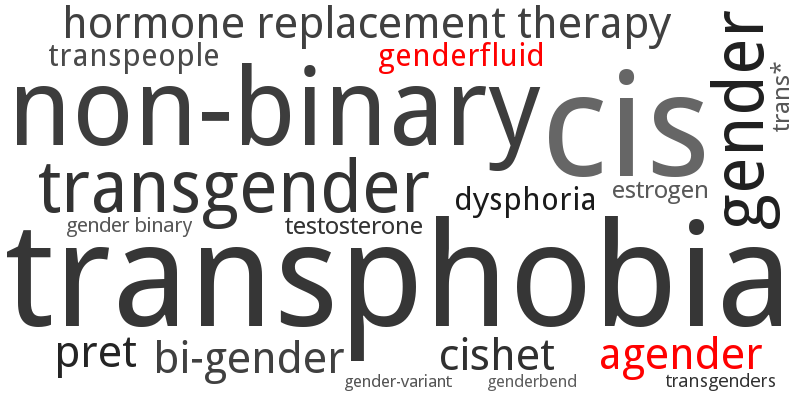 hormone replacement therapy
transpeople
genderfluid
non-binary
cis
gender
trans*
transgender
dysphoria
estrogen
gender binary
testosterone
transphobia
pret
bi-gender
cishet
agender
gender-variant
genderbend
transgenders